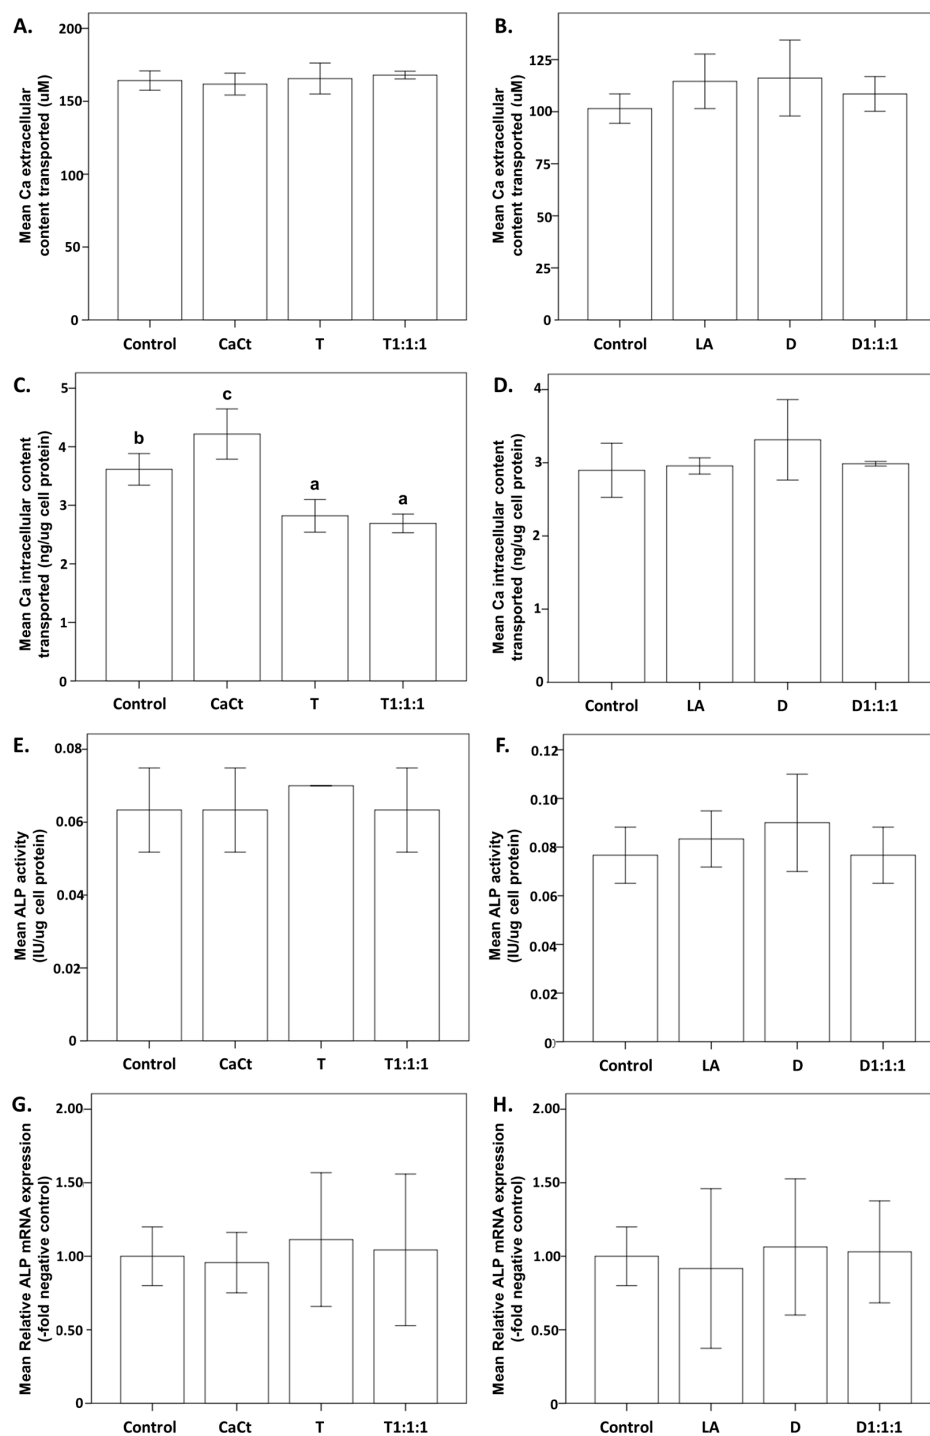 A.
Mean Ca extracellular
content transported (uM)
200
150
100
50
0
Control CaCt T T1:1:1
B.
Mean Ca extracellular
content transported (uM)
125
100
75
50
25
0
Control LA D D1:1:1
C.
Mean Ca intracellular content
transported (ng/ug cell protein)
5
4
3
2
1
0
b
c
a
a
Control CaCt T T1:1:1
D.
Mean Ca intracellular content
transported (ng/ug cell protein)
4
3
2
1
0
Control LA D D1:1:1
E.
Mean ALP activity
(IU/ug cell protein)
0.08
0.06
0.04
0.02
0
Control CaCt T T1:1:1
F.
Mean ALP activity
(IU/ug cell protein)
0.12
0.10
0.08
0.06
0.04
0.02
0
Control LA D D1:1:1
G.
Mean Relative ALP mRNA expression
(-fold negative control)
2.00
1.50
1.00
0.50
0
Control CaCt T T1:1:1
H.
Mean Relative ALP mRNA expression
(-fold negative control)
2.00
1.50
1.00
0.50
0
Control LA D D1:1:1